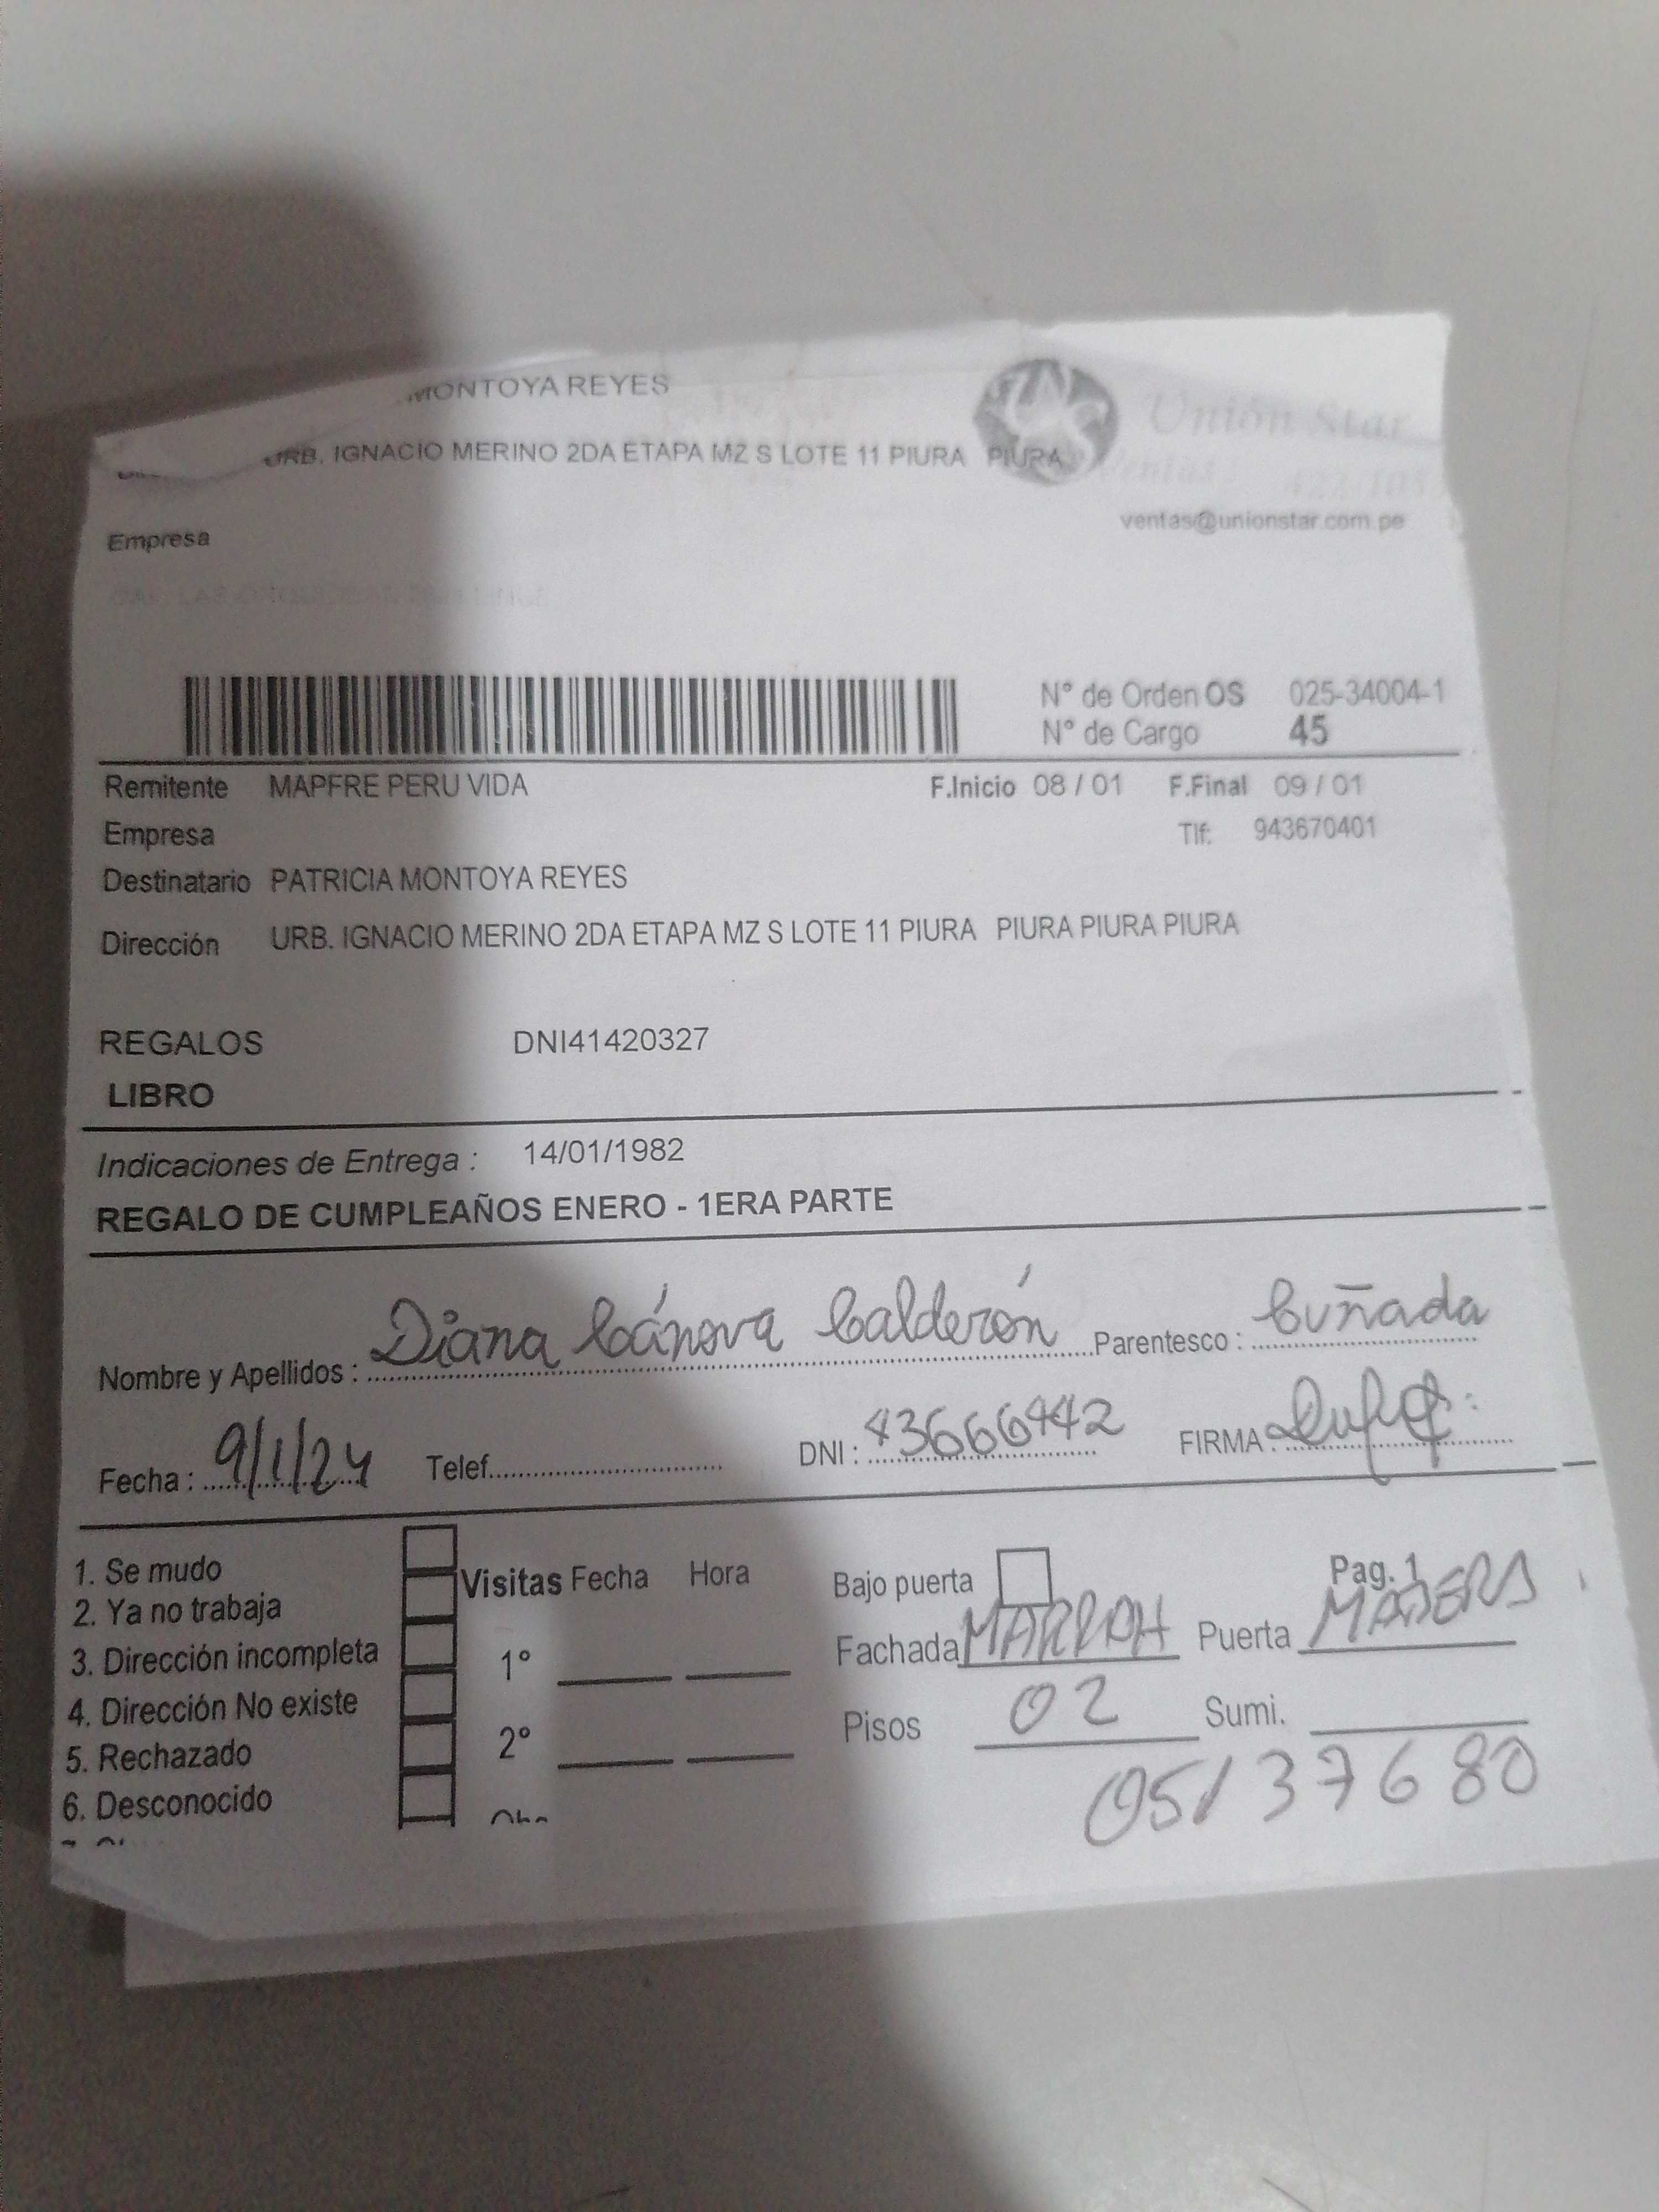 MONTOYA REYES
URB. IGNACIO MERINO 2DA ETAPA MZ S LOTE 11 PIURA PIURA
Unión Star
Ventas
ventas@unionstar.com.pe
Empresa
N° de Orden OS 025-34004-1
N° de Cargo 45
Remitente MAPFRE PERU VIDA F.Inicio 08 / 01 F.Final 09 / 01
Empresa Tlf: 943670401
Destinatario PATRICIA MONTOYA REYES
Dirección URB. IGNACIO MERINO 2DA ETAPA MZ S LOTE 11 PIURA PIURA PIURA PIURA
REGALOS DNI41420327
LIBRO
Indicaciones de Entrega : 14/01/1982
REGALO DE CUMPLEAÑOS ENERO - 1ERA PARTE
Nombre y Apellidos : Diana Cánova Calderón Parentesco : Cuñada
Fecha : 9/1/24 Telef. DNI : 43666442 FIRMA :
1. Se mudo
2. Ya no trabaja
3. Dirección incompleta
4. Dirección No existe
5. Rechazado
6. Desconocido
Visitas Fecha Hora
1°
2°
Bajo puerta Pag. 1
Fachada Puerta MADERA
Pisos 02 Sumi.
05137680